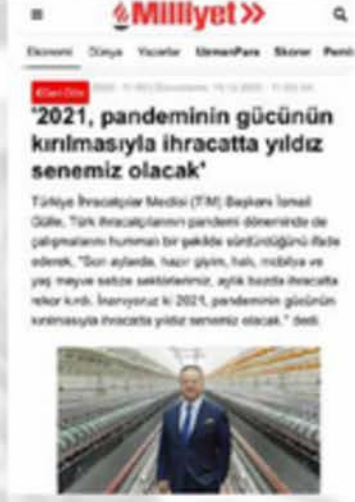 Milliyet
Ekonomi Dünya Yazarlar UzmanPara Skorer Pemb
Geri Dön
'2021, pandeminin gücünün
kırılmasıyla ihracatta yıldız
senemiz olacak'
Türkiye İhracatçılar Meclisi (TİM) Başkanı İsmail
Gülle, Türk ihracatçılarının pandemi döneminde de
çalışmalarını hummalı bir şekilde sürdürdüğünü ifade
ederek, "Son aylarda, hazır giyim, halı, mobilya ve
yaş meyve sebze sektörlerimiz, aylık bazda ihracatta
rekor kırdı. İnanıyoruz ki 2021, pandeminin gücünün
kırılmasıyla ihracatta yıldız senemiz olacak." dedi.